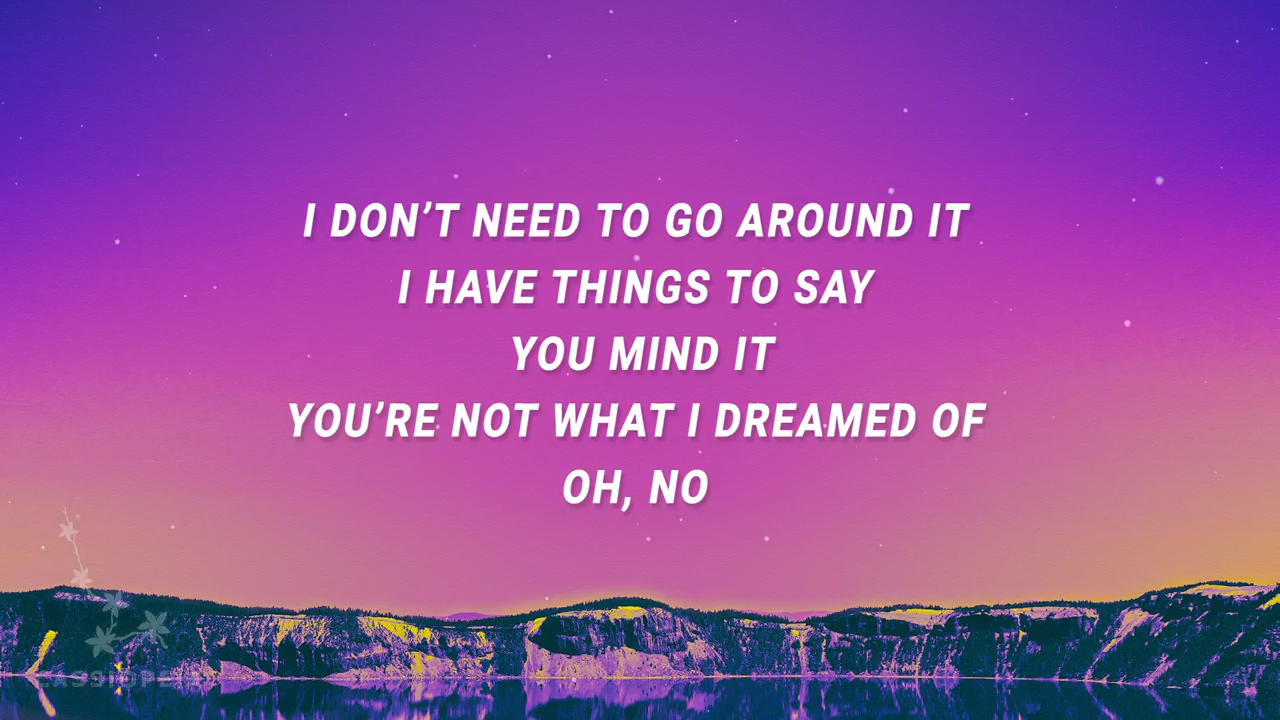 I DON’T NEED TO GO AROUND IT
I HAVE THINGS TO SAY
YOU MIND IT
YOU’RE NOT WHAT I DREAMED OF
OH, NO